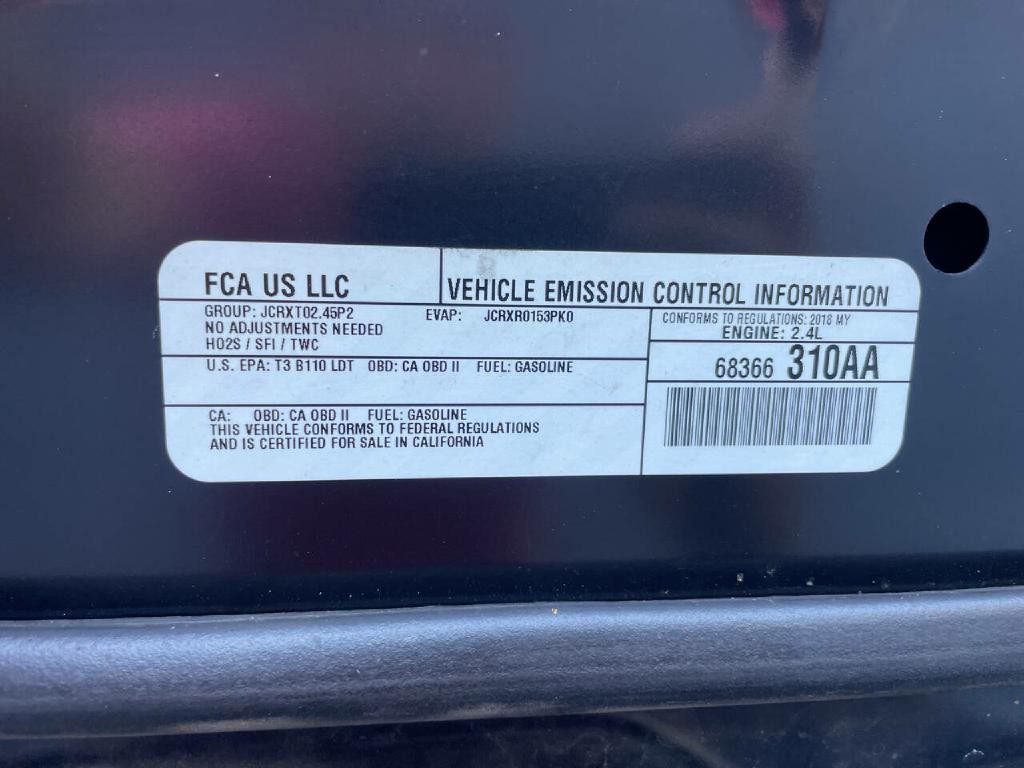 FCA US LLC
VEHICLE EMISSION CONTROL INFORMATION
GROUP: JCRXT02.45P2 EVAP: JCRXR0153PK0
NO ADJUSTMENTS NEEDED
HO2S / SFI / TWC
CONFORMS TO REGULATIONS: 2018 MY
ENGINE: 2.4L
U.S. EPA: T3 B110 LDT OBD: CA OBD II FUEL: GASOLINE
68366 310AA
CA: OBD: CA OBD II FUEL: GASOLINE
THIS VEHICLE CONFORMS TO FEDERAL REGULATIONS
AND IS CERTIFIED FOR SALE IN CALIFORNIA